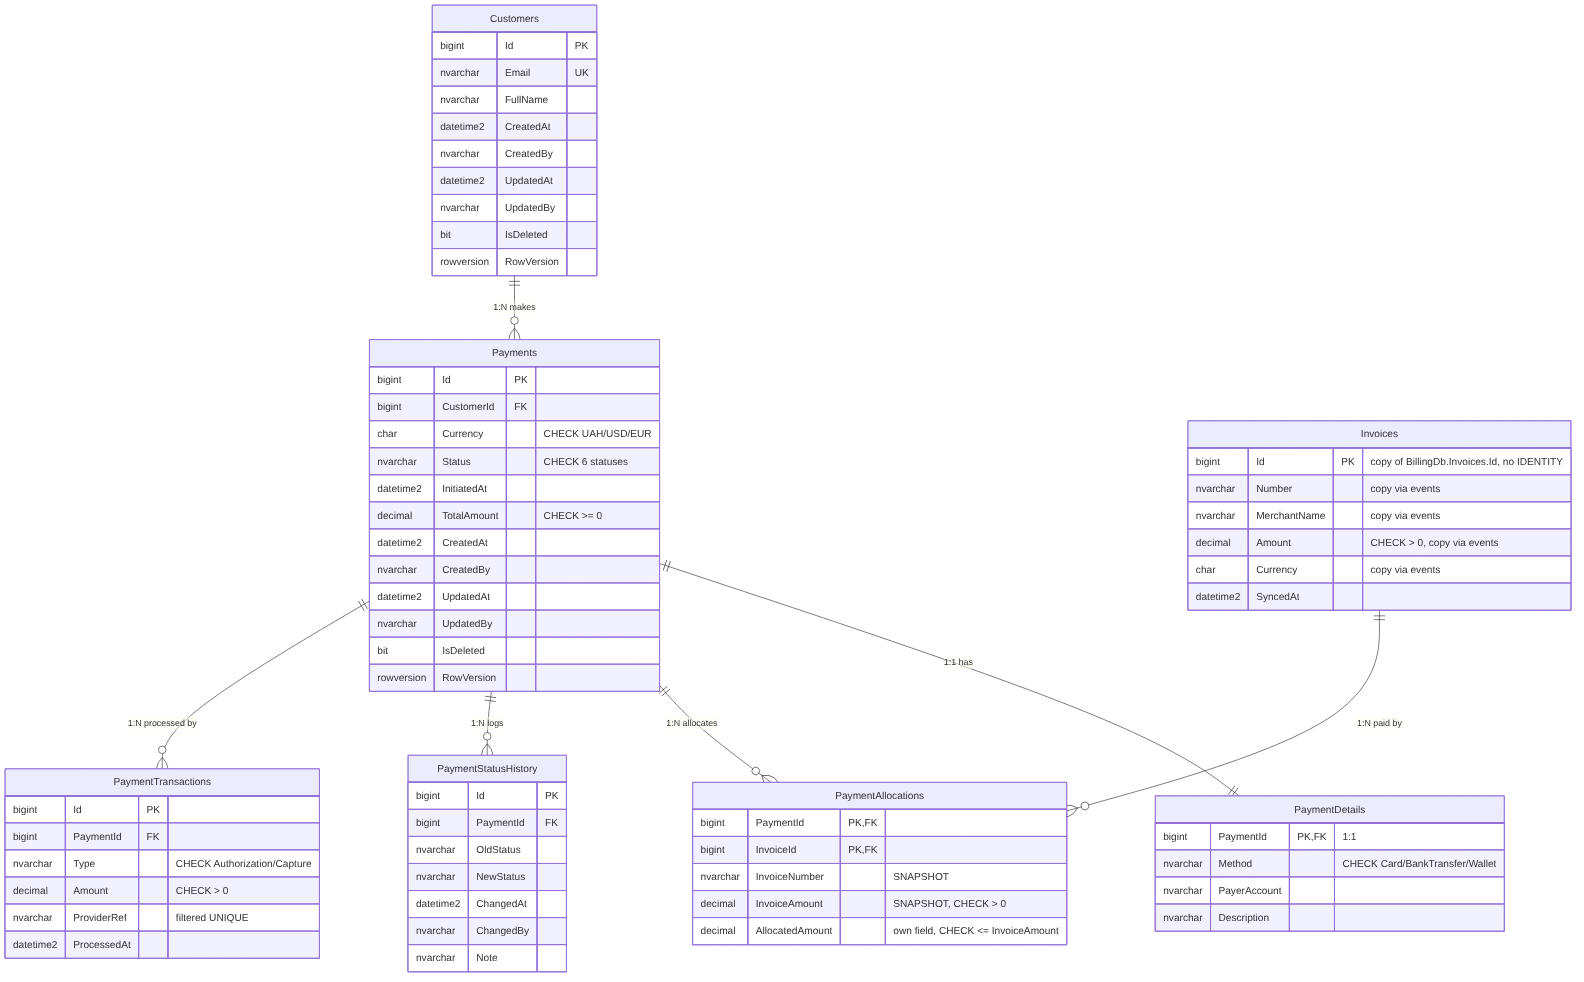 Customers
bigint Id PK
nvarchar Email UK
nvarchar FullName
datetime2 CreatedAt
nvarchar CreatedBy
datetime2 UpdatedAt
nvarchar UpdatedBy
bit IsDeleted
rowversion RowVersion
1:N makes
Payments
bigint Id PK
bigint CustomerId FK
char Currency CHECK UAH/USD/EUR
nvarchar Status CHECK 6 statuses
datetime2 InitiatedAt
decimal TotalAmount CHECK >= 0
datetime2 CreatedAt
nvarchar CreatedBy
datetime2 UpdatedAt
nvarchar UpdatedBy
bit IsDeleted
rowversion RowVersion
Invoices
bigint Id PK copy of BillingDb.Invoices.Id, no IDENTITY
nvarchar Number copy via events
nvarchar MerchantName copy via events
decimal Amount CHECK > 0, copy via events
char Currency copy via events
datetime2 SyncedAt
1:1 has
1:N processed by
1:N logs
1:N allocates
1:N paid by
PaymentTransactions
bigint Id PK
bigint PaymentId FK
nvarchar Type CHECK Authorization/Capture
decimal Amount CHECK > 0
nvarchar ProviderRef filtered UNIQUE
datetime2 ProcessedAt
PaymentStatusHistory
bigint Id PK
bigint PaymentId FK
nvarchar OldStatus
nvarchar NewStatus
datetime2 ChangedAt
nvarchar ChangedBy
nvarchar Note
PaymentAllocations
bigint PaymentId PK,FK
bigint InvoiceId PK,FK
nvarchar InvoiceNumber SNAPSHOT
decimal InvoiceAmount SNAPSHOT, CHECK > 0
decimal AllocatedAmount own field, CHECK <= InvoiceAmount
PaymentDetails
bigint PaymentId PK,FK 1:1
nvarchar Method CHECK Card/BankTransfer/Wallet
nvarchar PayerAccount
nvarchar Description